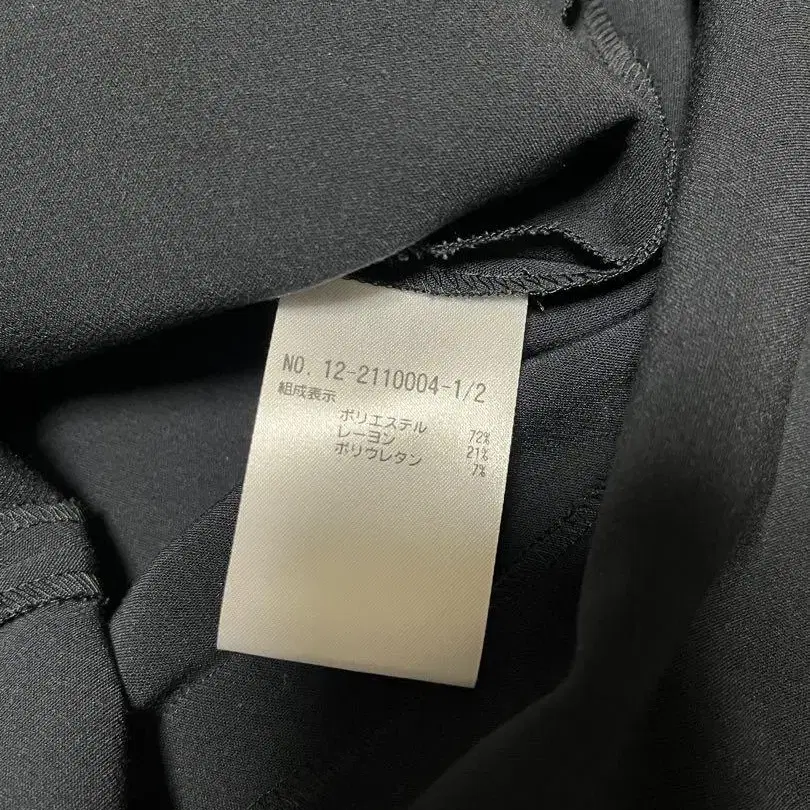 NO. 12-2110004-1/2
組成表示
ポリエステル 72%
レーヨン 21%
ポリウレタン 7%